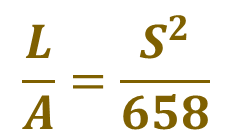 L/A = S²/658